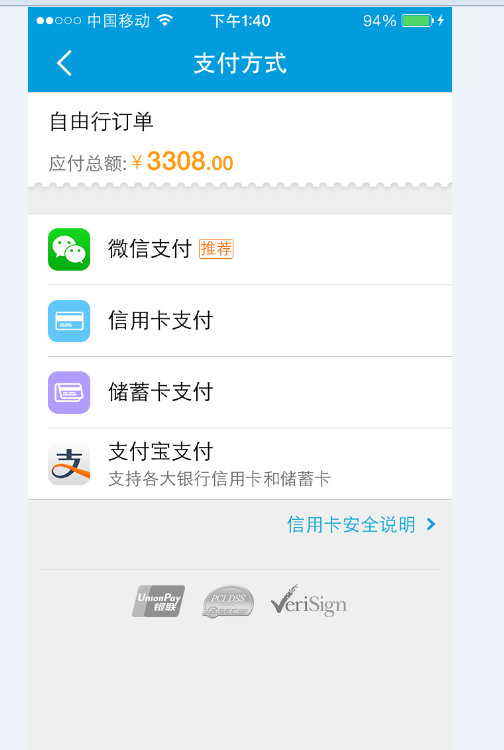 中国移动 下午1:40 94%
支付方式
自由行订单
应付总额:￥3308.00
微信支付 推荐
信用卡支付
储蓄卡支付
支 支付宝支付
支持各大银行信用卡和储蓄卡
信用卡安全说明
UnionPay
银联
PCI DSS
VeriSign